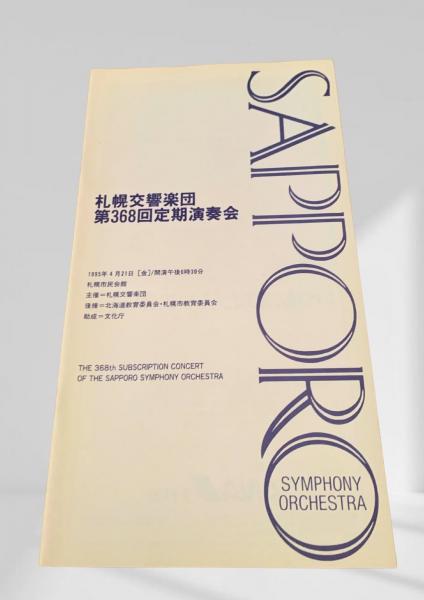 SAPPORO
SYMPHONY
ORCHESTRA
札幌交響楽団
第368回定期演奏会
1995年4月21日[金]/開演午後6時30分
札幌市民会館
主催=札幌交響楽団
後援=北海道教育委員会・札幌市教育委員会
助成=文化庁
THE 368th SUBSCRIPTION CONCERT
OF THE SAPPORO SYMPHONY ORCHESTRA